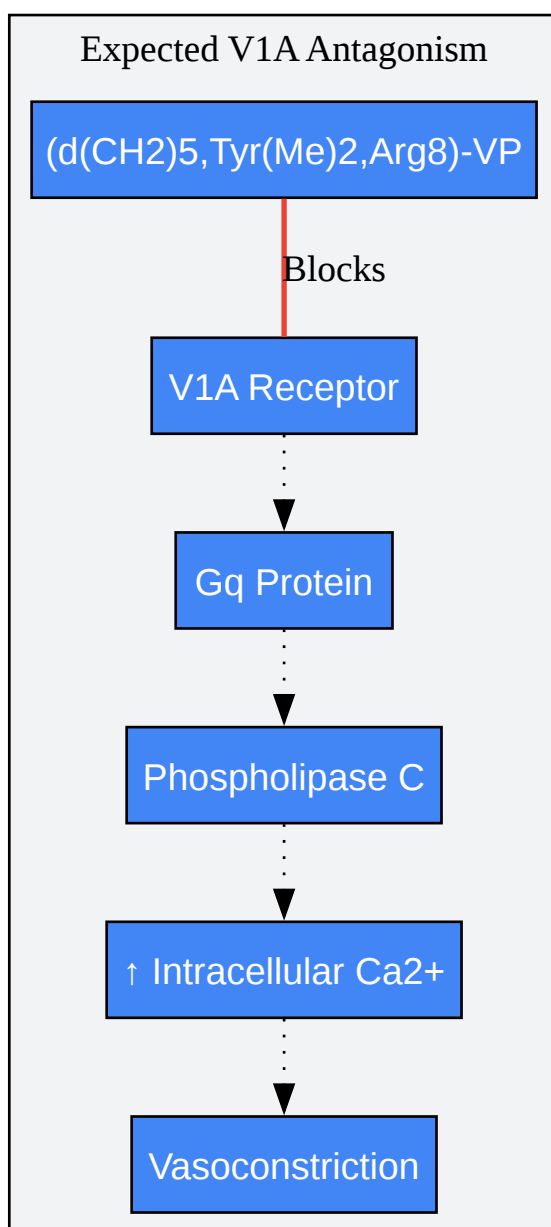 Expected V1A Antagonism
(d(CH2)5,Tyr(Me)2,Arg8)-VP
Blocks
V1A Receptor
Gq Protein
Phospholipase C
↑ Intracellular Ca2+
Vasoconstriction